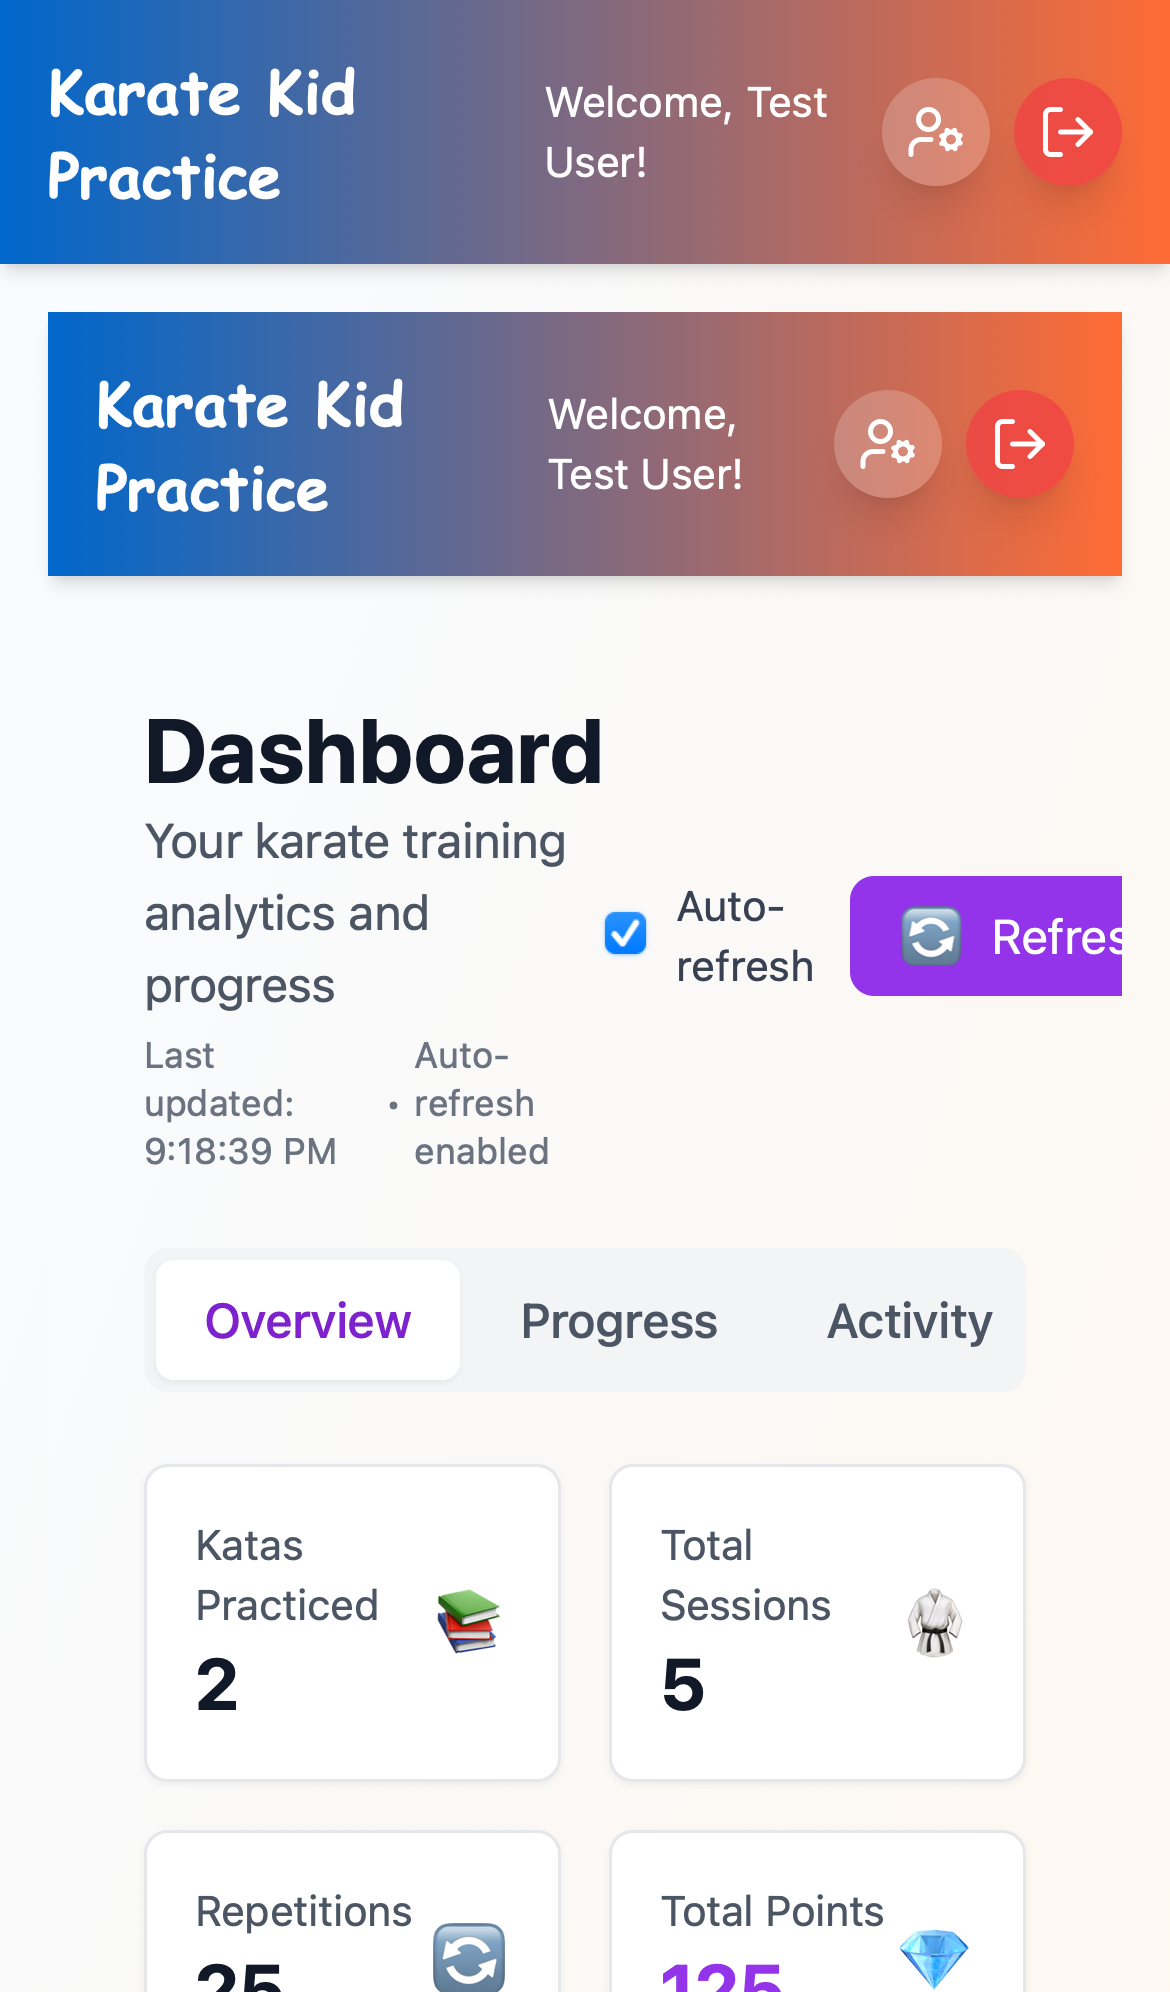 Karate Kid
Practice
Welcome, Test
User!
Karate Kid
Practice
Welcome,
Test User!
Dashboard
Your karate training
analytics and
progress
Auto-
refresh
Refres
Last
updated:
9:18:39 PM
•
Auto-
refresh
enabled
Overview
Progress
Activity
Katas
Practiced
2
Total
Sessions
5
Repetitions
25
Total Points
125